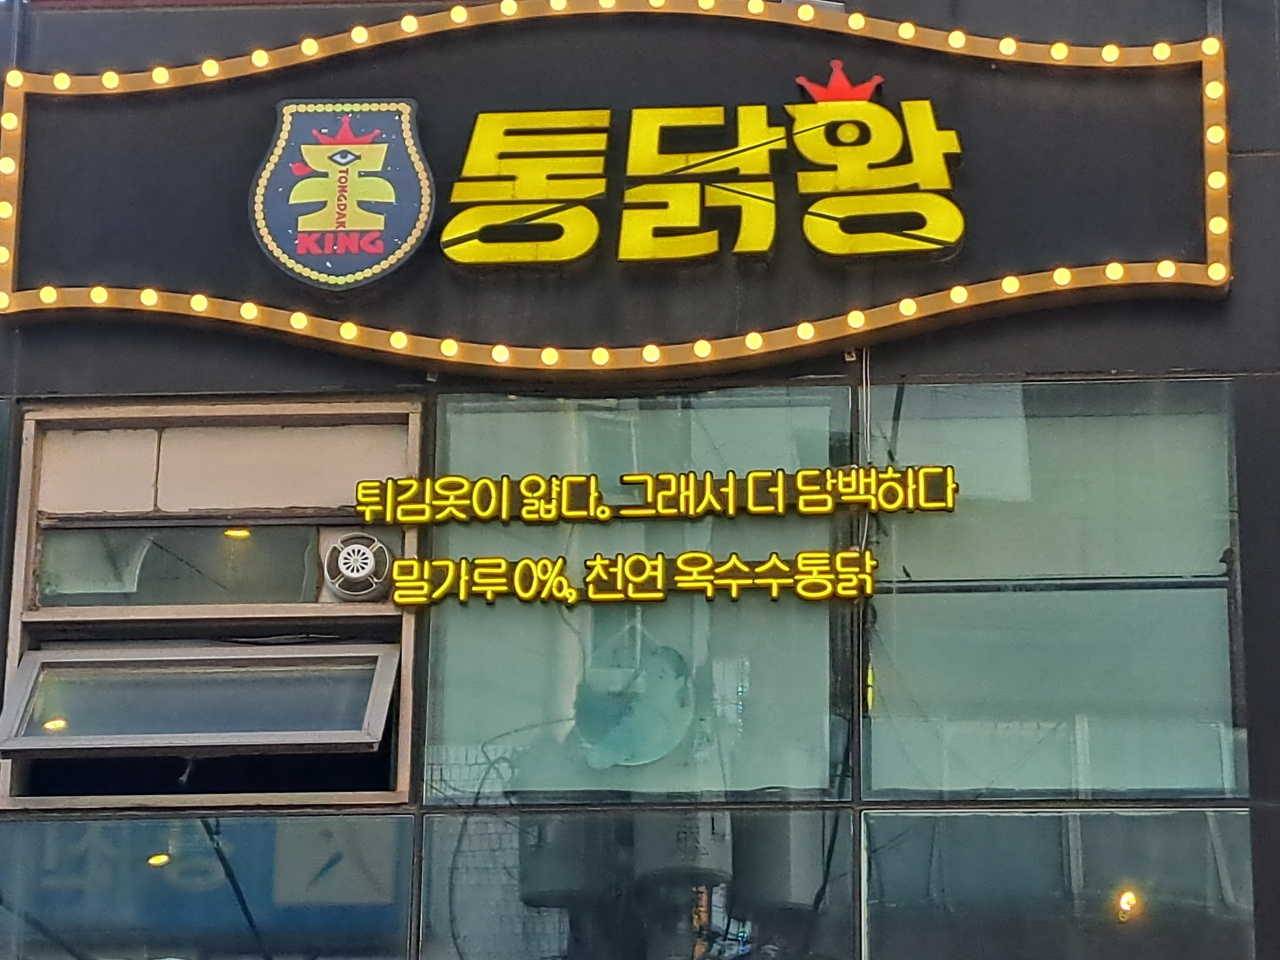 TONGDAK
KING
통닭왕
튀김옷이 얇다。그래서 더 담백하다
밀가루 0%, 천연 옥수수통닭